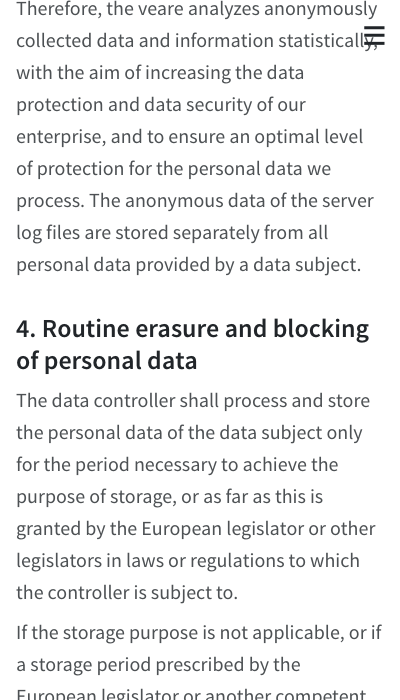 Therefore, the veare analyzes anonymously
collected data and information statistically,
with the aim of increasing the data
protection and data security of our
enterprise, and to ensure an optimal level
of protection for the personal data we
process. The anonymous data of the server
log files are stored separately from all
personal data provided by a data subject.
4. Routine erasure and blocking
of personal data
The data controller shall process and store
the personal data of the data subject only
for the period necessary to achieve the
purpose of storage, or as far as this is
granted by the European legislator or other
legislators in laws or regulations to which
the controller is subject to.
If the storage purpose is not applicable, or if
a storage period prescribed by the
European legislator or another competent